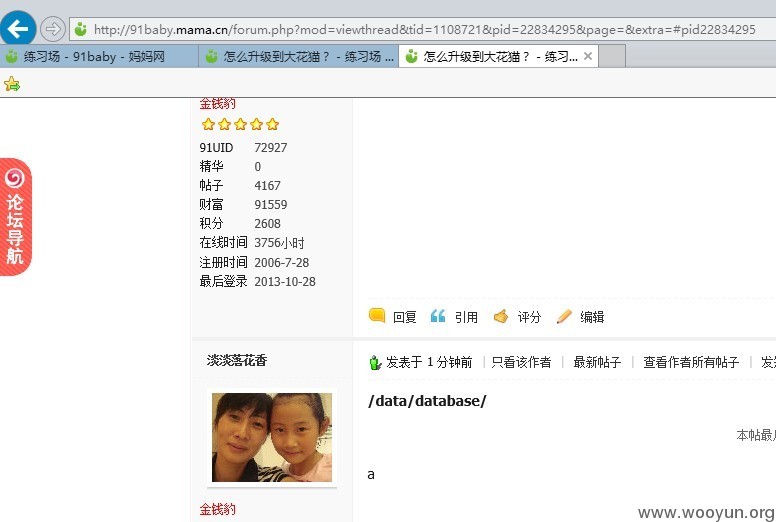 http://91baby.mama.cn/forum.php?mod=viewthread&tid=1108721&pid=22834295&page=&extra=#pid22834295
练习场 - 91baby - 妈妈网
怎么升级到大花猫？ - 练习场 ...
怎么升级到大花猫？ - 练习...
论坛导航
金钱豹
91UID 72927
精华 0
帖子 4167
财富 91559
积分 2608
在线时间 3756小时
注册时间 2006-7-28
最后登录 2013-10-28
回复 引用 评分 编辑
淡淡落花香
发表于 1 分钟前 | 只看该作者 | 最新帖子 | 查看作者所有帖子 | 发
/data/database/
本帖最
a
金钱豹
www.wooyun.org